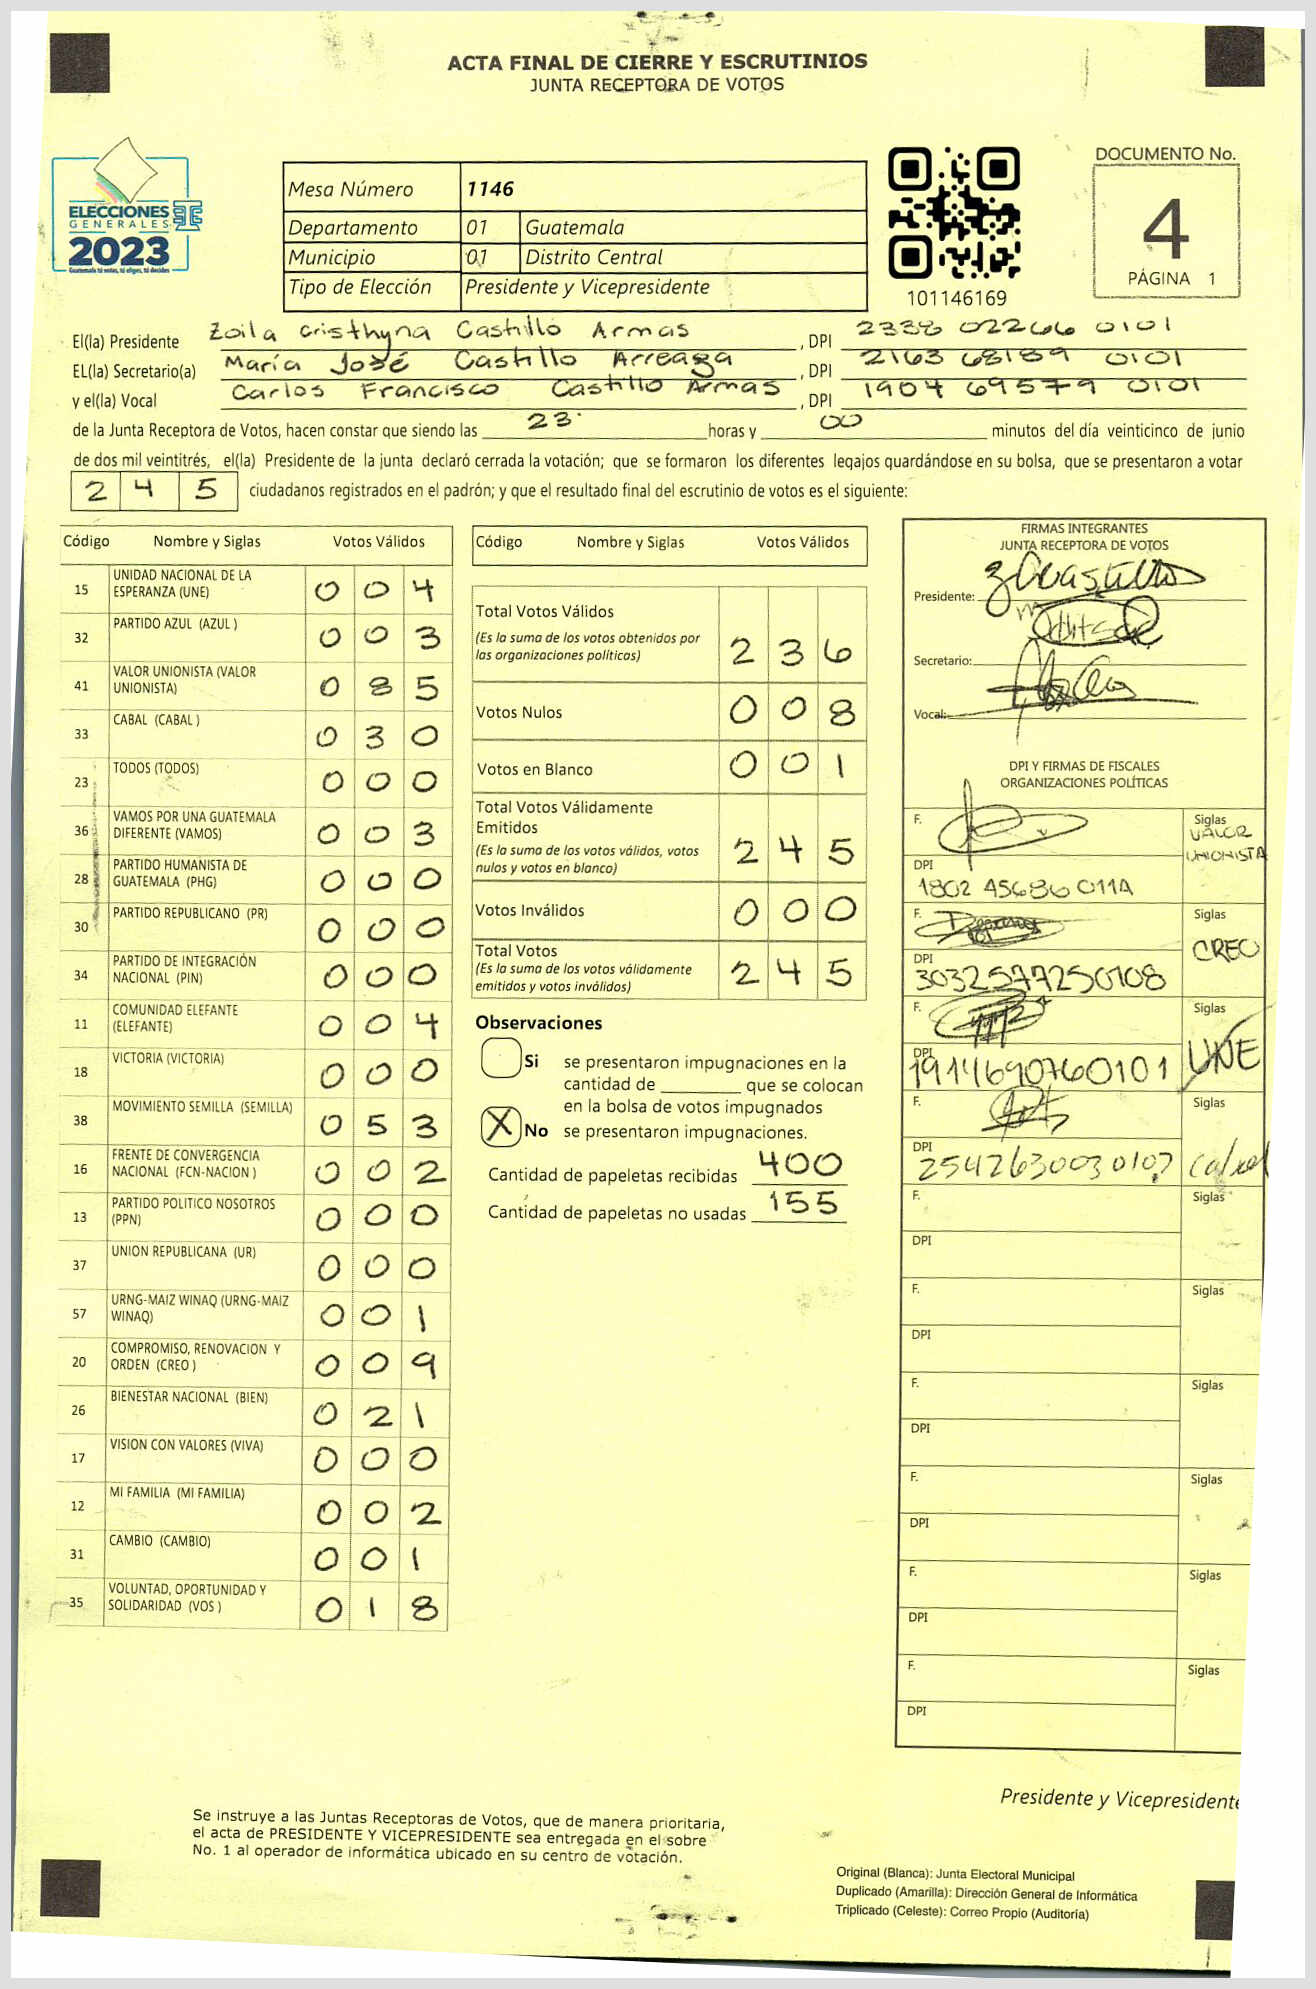 ACTA FINAL DE CIERRE Y ESCRUTINIOS
JUNTA RECEPTORA DE VOTOS
ELECCIONES
GENERALES
2023
Guatemala tú votas, tú eliges, tú decides
Mesa Número 1146
Departamento 01 Guatemala
Municipio 01 Distrito Central
Tipo de Elección Presidente y Vicepresidente
101146169
DOCUMENTO No.
4
PÁGINA 1
El(la) Presidente Zoila Cristhyna Castillo Armas , DPI 2338 02266 0101
EL(la) Secretario(a) María José Castillo Arreaga , DPI 2163 68189 0101
y el(la) Vocal Carlos Francisco Castillo Armas , DPI 1904 69579 0101
de la Junta Receptora de Votos, hacen constar que siendo las 23 horas y 00 minutos del día veinticinco de junio
de dos mil veintitrés, el(la) Presidente de la junta declaró cerrada la votación; que se formaron los diferentes legajos guardándose en su bolsa, que se presentaron a votar
2 4 5 ciudadanos registrados en el padrón; y que el resultado final del escrutinio de votos es el siguiente:
Código Nombre y Siglas Votos Válidos
15 UNIDAD NACIONAL DE LA ESPERANZA (UNE) 0 0 4
32 PARTIDO AZUL (AZUL ) 0 0 3
41 VALOR UNIONISTA (VALOR UNIONISTA) 0 8 5
33 CABAL (CABAL ) 0 3 0
23 TODOS (TODOS) 0 0 0
36 VAMOS POR UNA GUATEMALA DIFERENTE (VAMOS) 0 0 3
28 PARTIDO HUMANISTA DE GUATEMALA (PHG) 0 0 0
30 PARTIDO REPUBLICANO (PR) 0 0 0
34 PARTIDO DE INTEGRACIÓN NACIONAL (PIN) 0 0 0
11 COMUNIDAD ELEFANTE (ELEFANTE) 0 0 4
18 VICTORIA (VICTORIA) 0 0 0
38 MOVIMIENTO SEMILLA (SEMILLA) 0 5 3
16 FRENTE DE CONVERGENCIA NACIONAL (FCN-NACION ) 0 0 2
13 PARTIDO POLITICO NOSOTROS (PPN) 0 0 0
37 UNION REPUBLICANA (UR) 0 0 0
57 URNG-MAIZ WINAQ (URNG-MAIZ WINAQ) 0 0 1
20 COMPROMISO, RENOVACION Y ORDEN (CREO ) 0 0 9
26 BIENESTAR NACIONAL (BIEN) 0 2 1
17 VISION CON VALORES (VIVA) 0 0 0
12 MI FAMILIA (MI FAMILIA) 0 0 2
31 CAMBIO (CAMBIO) 0 0 1
35 VOLUNTAD, OPORTUNIDAD Y SOLIDARIDAD (VOS ) 0 1 8
Código Nombre y Siglas Votos Válidos
Total Votos Válidos
(Es la suma de los votos obtenidos por
las organizaciones políticas) 2 3 6
Votos Nulos 0 0 8
Votos en Blanco 0 0 1
Total Votos Válidamente
Emitidos
(Es la suma de los votos válidos, votos
nulos y votos en blanco) 2 4 5
Votos Inválidos 0 0 0
Total Votos
(Es la suma de los votos válidamente
emitidos y votos inválidos) 2 4 5
Observaciones
Si se presentaron impugnaciones en la
cantidad de ________ que se colocan
en la bolsa de votos impugnados
X No se presentaron impugnaciones.
Cantidad de papeletas recibidas 400
Cantidad de papeletas no usadas 155
FIRMAS INTEGRANTES
JUNTA RECEPTORA DE VOTOS
Presidente:
Secretario:
Vocal:
DPI Y FIRMAS DE FISCALES
ORGANIZACIONES POLÍTICAS
F. Siglas
VALOR
UNIONISTA
DPI
1802 45686 011A
F. Siglas
CREO
DPI
3032577250108
F. Siglas
UNE
DPI
1914690760101
F. Siglas
DPI
2542630030107
F. Siglas
DPI
F. Siglas
DPI
F. Siglas
DPI
F. Siglas
DPI
F. Siglas
DPI
F. Siglas
DPI
Presidente y Vicepresidente
Se instruye a las Juntas Receptoras de Votos, que de manera prioritaria,
el acta de PRESIDENTE Y VICEPRESIDENTE sea entregada en el sobre
No. 1 al operador de informática ubicado en su centro de votación.
Original (Blanca): Junta Electoral Municipal
Duplicado (Amarilla): Dirección General de Informática
Triplicado (Celeste): Correo Propio (Auditoría)